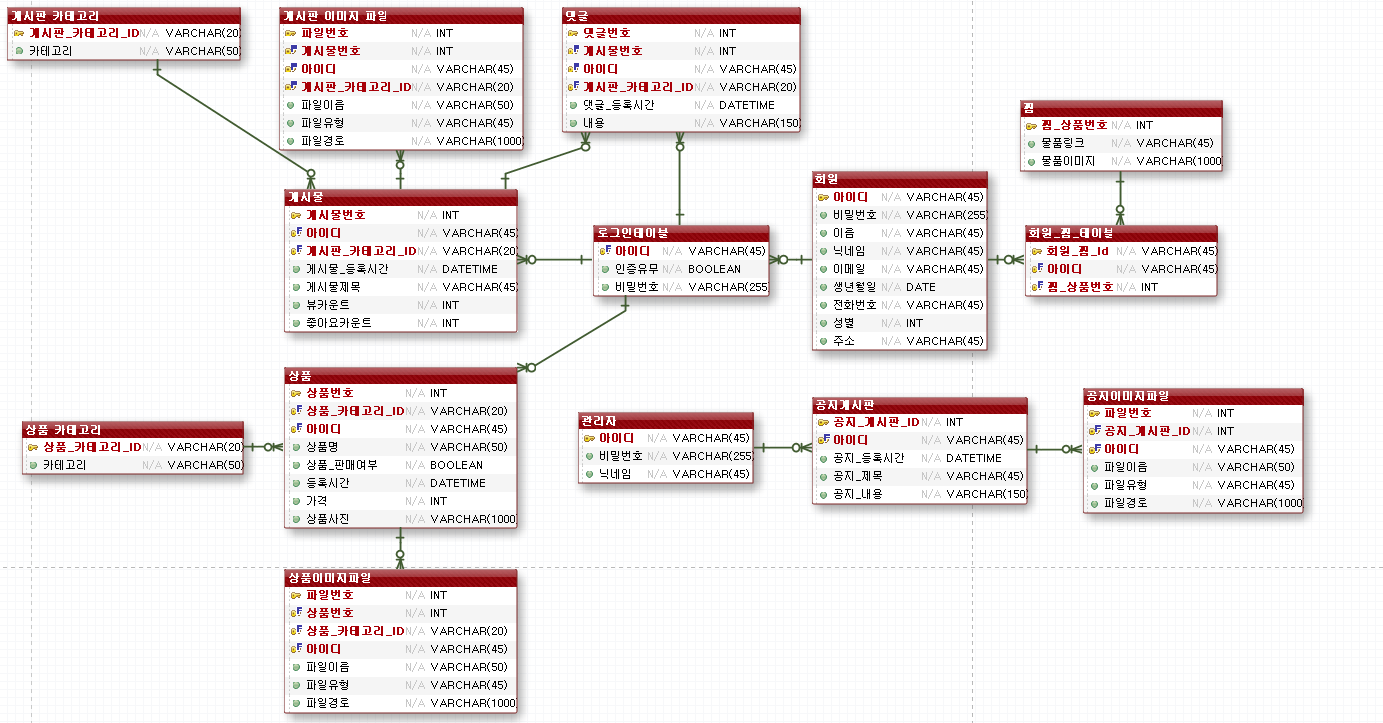 게시판 카테고리
게시판_카테고리_ID N/A VARCHAR(20)
카테고리 N/A VARCHAR(50)
게시판 이미지 파일
파일번호 N/A INT
게시물번호 N/A INT
아이디 N/A VARCHAR(45)
게시판_카테고리_ID N/A VARCHAR(20)
파일이름 N/A VARCHAR(50)
파일유형 N/A VARCHAR(45)
파일경로 N/A VARCHAR(1000)
댓글
댓글번호 N/A INT
게시물번호 N/A INT
아이디 N/A VARCHAR(45)
게시판_카테고리_ID N/A VARCHAR(20)
댓글_등록시간 N/A DATETIME
내용 N/A VARCHAR(150)
찜
찜_상품번호 N/A INT
물품링크 N/A VARCHAR(45)
물품이미지 N/A VARCHAR(1000
게시물
게시물번호 N/A INT
아이디 N/A VARCHAR(45)
게시판_카테고리_ID N/A VARCHAR(20)
게시물_등록시간 N/A DATETIME
게시물제목 N/A VARCHAR(45)
뷰카운트 N/A INT
좋아요카운트 N/A INT
로그인테이블
아이디 N/A VARCHAR(45)
인증유무 N/A BOOLEAN
비밀번호 N/A VARCHAR(255
회원
아이디 N/A VARCHAR(45)
비밀번호 N/A VARCHAR(255)
이름 N/A VARCHAR(45)
닉네임 N/A VARCHAR(45)
이메일 N/A VARCHAR(45)
생년월일 N/A DATE
전화번호 N/A VARCHAR(45)
성별 N/A INT
주소 N/A VARCHAR(45)
회원_찜_테이블
회원_찜_Id N/A VARCHAR(45)
아이디 N/A VARCHAR(45)
찜_상품번호 N/A INT
상품 카테고리
상품_카테고리_ID N/A VARCHAR(20)
카테고리 N/A VARCHAR(50)
상품
상품번호 N/A INT
상품_카테고리_ID N/A VARCHAR(20)
아이디 N/A VARCHAR(45)
상품명 N/A VARCHAR(50)
상품_판매여부 N/A BOOLEAN
등록시간 N/A DATETIME
가격 N/A INT
상품사진 N/A VARCHAR(1000)
관리자
아이디 N/A VARCHAR(45)
비밀번호 N/A VARCHAR(255)
닉네임 N/A VARCHAR(45)
공지게시판
공지_게시판_ID N/A INT
아이디 N/A VARCHAR(45)
공지_등록시간 N/A DATETIME
공지_제목 N/A VARCHAR(45)
공지_내용 N/A VARCHAR(150)
공지이미지파일
파일번호 N/A INT
공지_게시판_ID N/A INT
아이디 N/A VARCHAR(45)
파일이름 N/A VARCHAR(50)
파일유형 N/A VARCHAR(45)
파일경로 N/A VARCHAR(1000)
상품이미지파일
파일번호 N/A INT
상품번호 N/A INT
상품_카테고리_ID N/A VARCHAR(20)
아이디 N/A VARCHAR(45)
파일이름 N/A VARCHAR(50)
파일유형 N/A VARCHAR(45)
파일경로 N/A VARCHAR(1000)